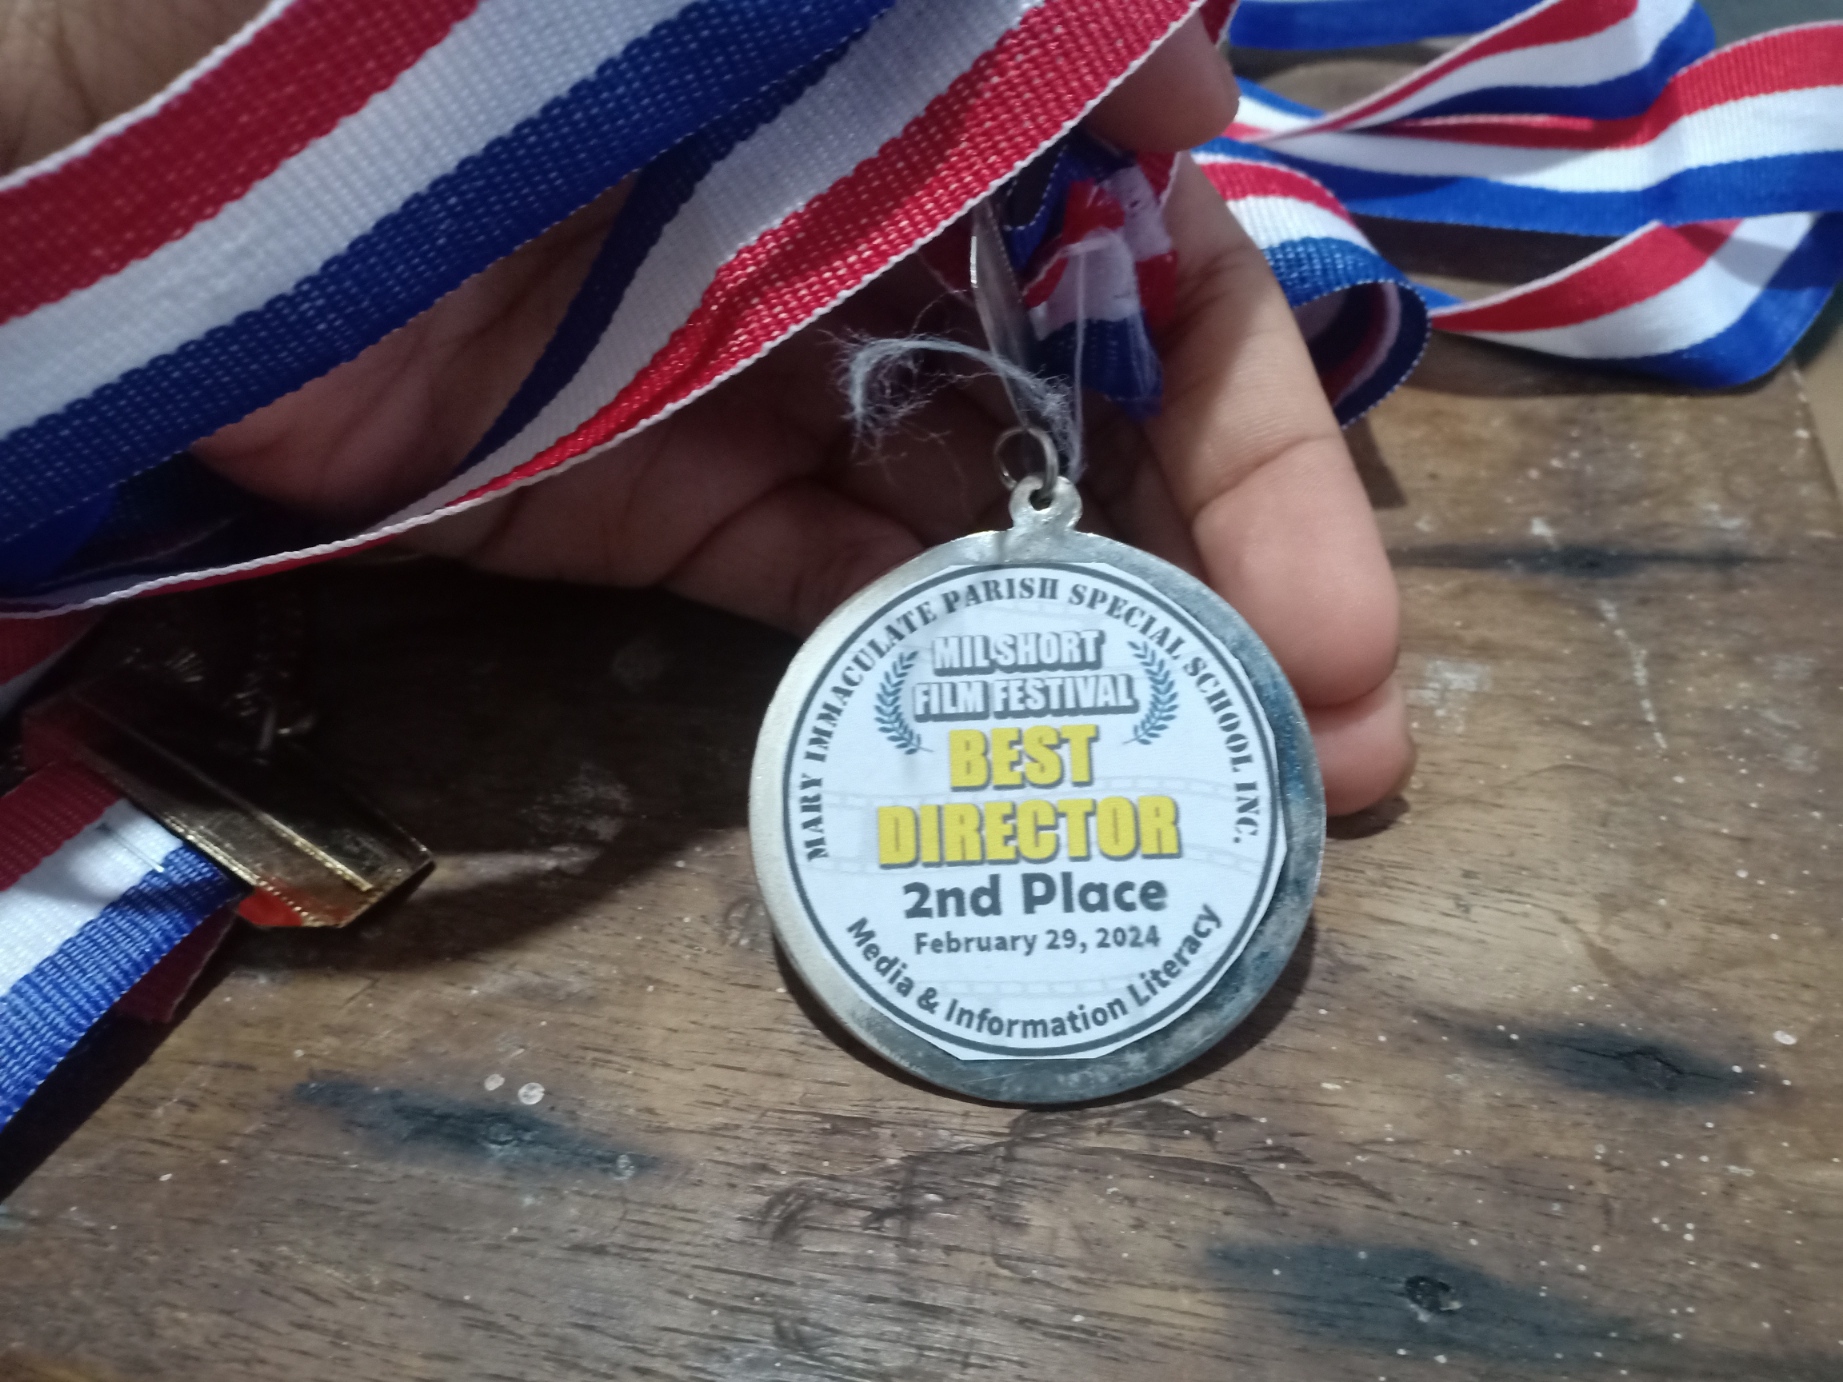 MARY IMMACULATE PARISH SPECIAL SCHOOL INC.
MIL SHORT
FILM FESTIVAL
BEST
DIRECTOR
2nd Place
February 29, 2024
Media & Information Literacy